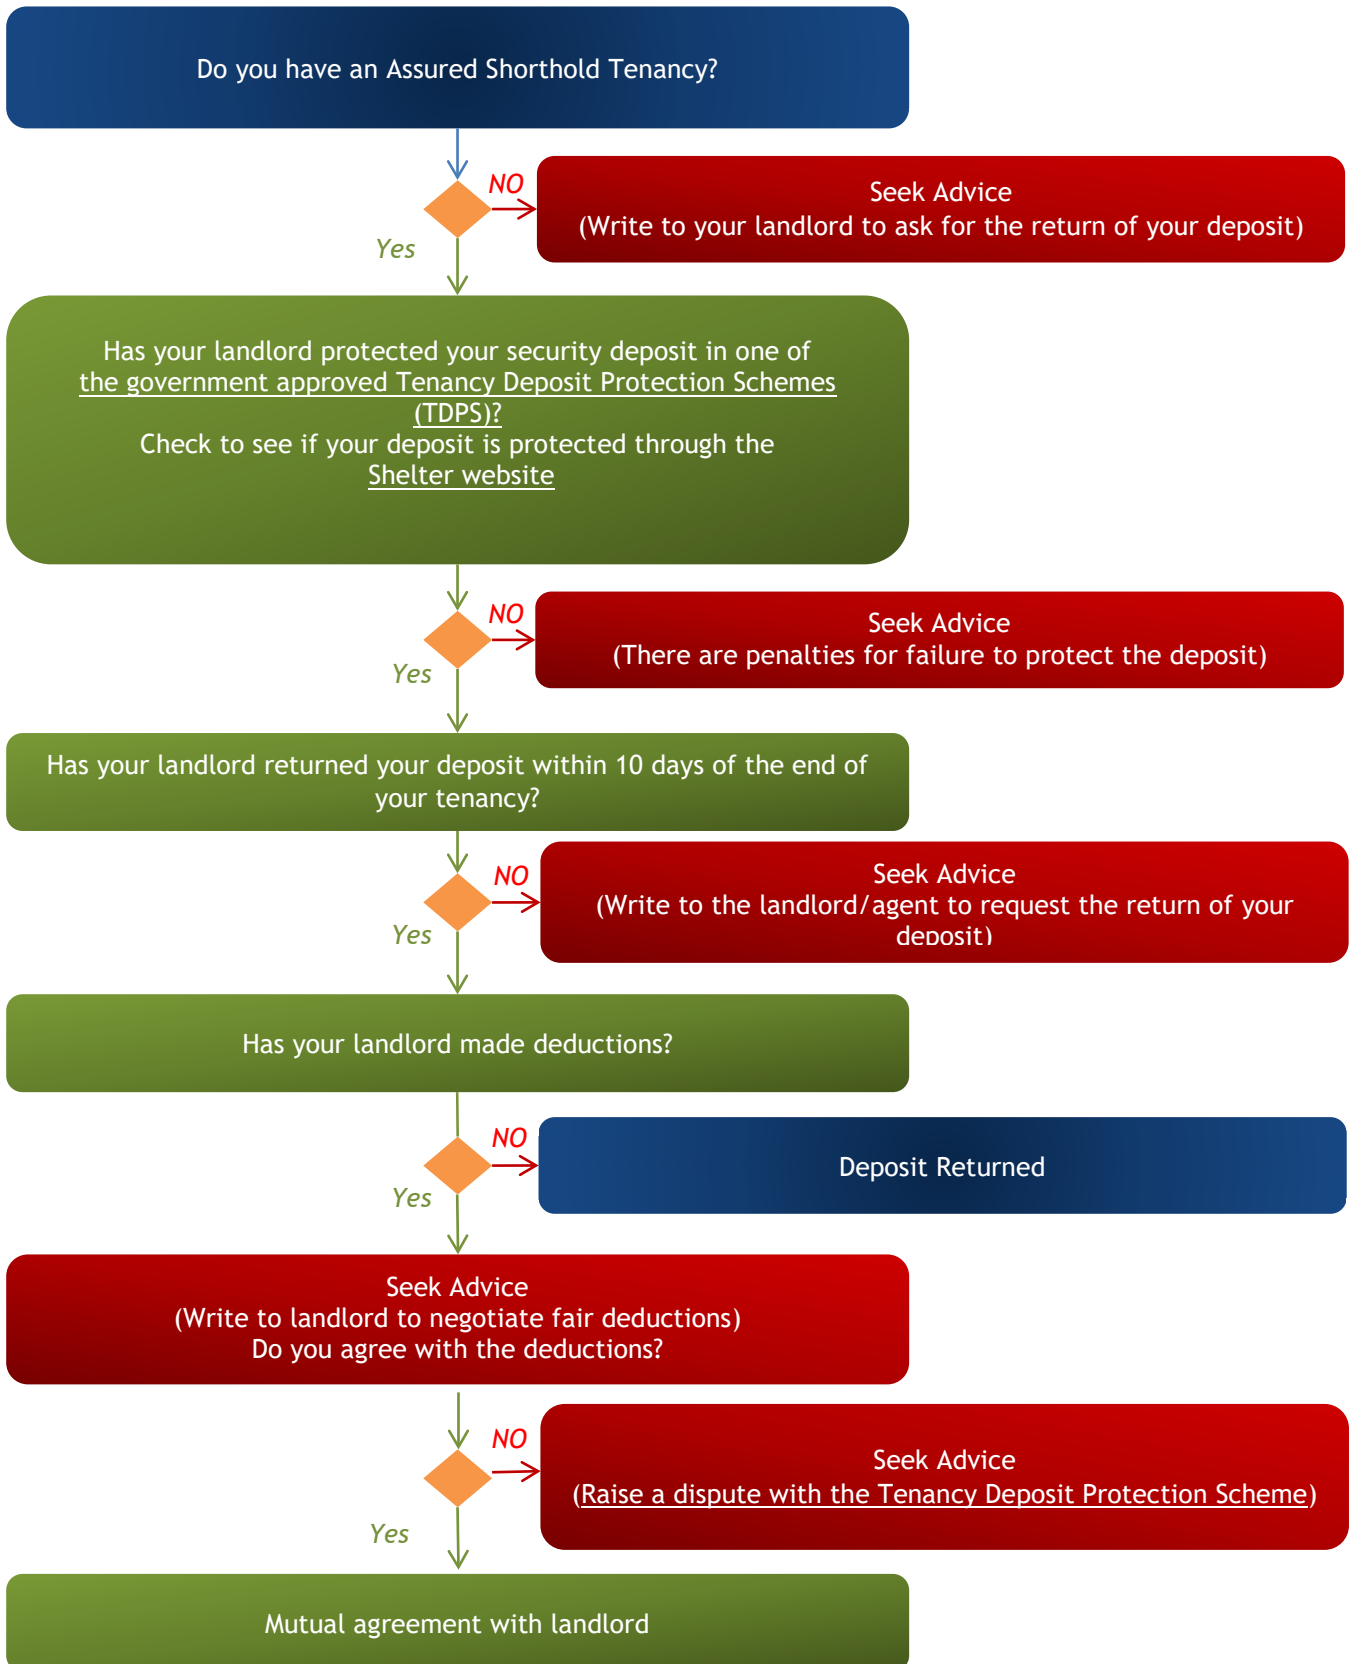 Do you have an Assured Shorthold Tenancy?
NO
Seek Advice
(Write to your landlord to ask for the return of your deposit)
Yes
Has your landlord protected your security deposit in one of
the government approved Tenancy Deposit Protection Schemes
(TDPS)?
Check to see if your deposit is protected through the
Shelter website
NO
Seek Advice
(There are penalties for failure to protect the deposit)
Yes
Has your landlord returned your deposit within 10 days of the end of
your tenancy?
NO
Seek Advice
(Write to the landlord/agent to request the return of your
deposit)
Yes
Has your landlord made deductions?
NO
Deposit Returned
Yes
Seek Advice
(Write to landlord to negotiate fair deductions)
Do you agree with the deductions?
NO
Seek Advice
(Raise a dispute with the Tenancy Deposit Protection Scheme)
Yes
Mutual agreement with landlord